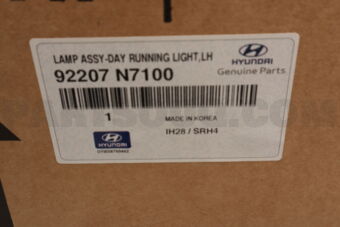 LAMP ASSY-DAY RUNNING LIGHT,LH
92207 N7100
HYUNDAI
Genuine Parts
1
MADE IN KOREA
IH28 / SRH4
HYUNDAI